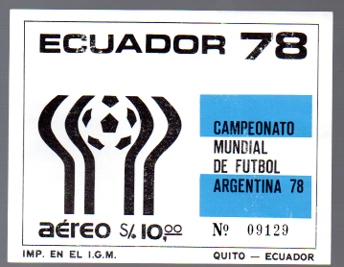 ECUADOR 78
CAMPEONATO
MUNDIAL
DE FUTBOL
ARGENTINA 78
aéreo S/. 10,00
Nº 09129
IMP. EN EL I.G.M.
QUITO - ECUADOR